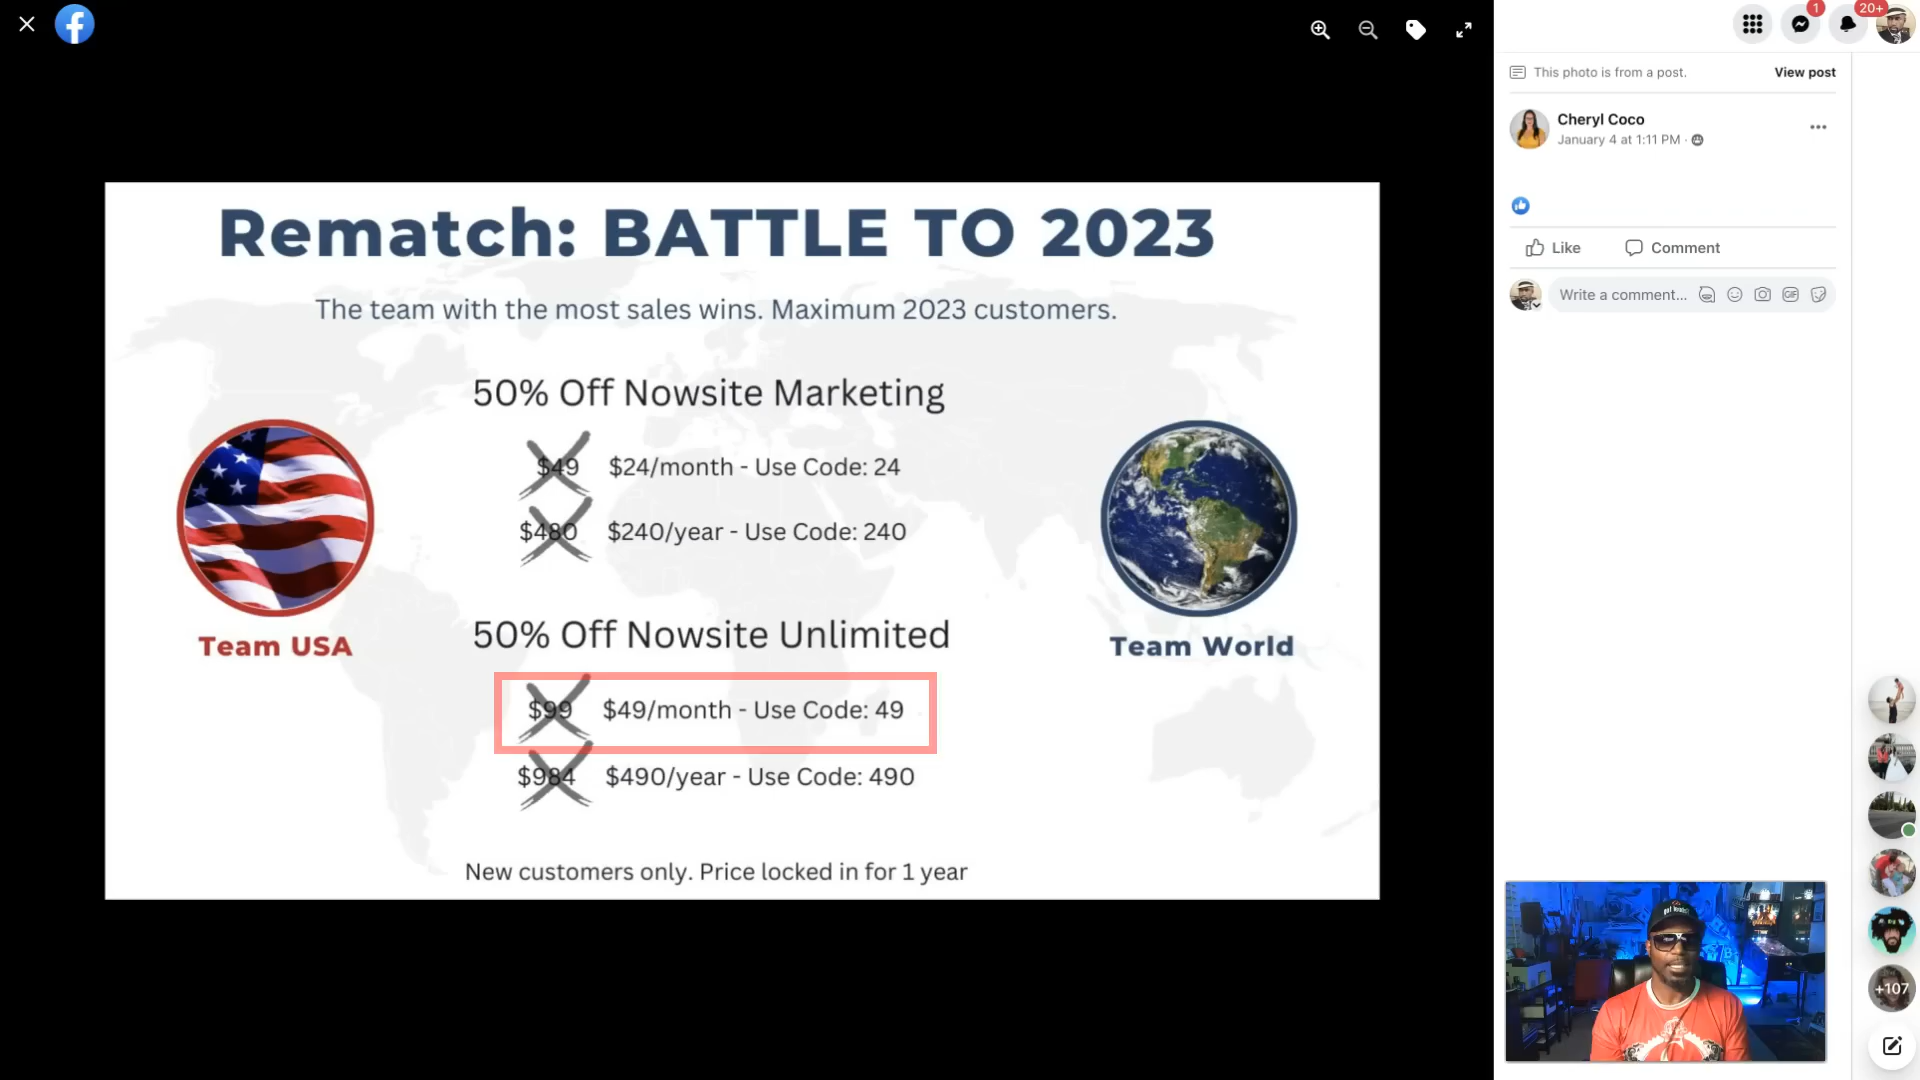 Rematch: BATTLE TO 2023
The team with the most sales wins. Maximum 2023 customers.
50% Off Nowsite Marketing
$49 $24/month - Use Code: 24
$480 $240/year - Use Code: 240
Team USA
Team World
50% Off Nowsite Unlimited
$99 $49/month - Use Code: 49
$984 $490/year - Use Code: 490
New customers only. Price locked in for 1 year
1
20+
This photo is from a post.
View post
Cheryl Coco
January 4 at 1:11 PM ·
Like
Comment
Write a comment...
GIF
+107